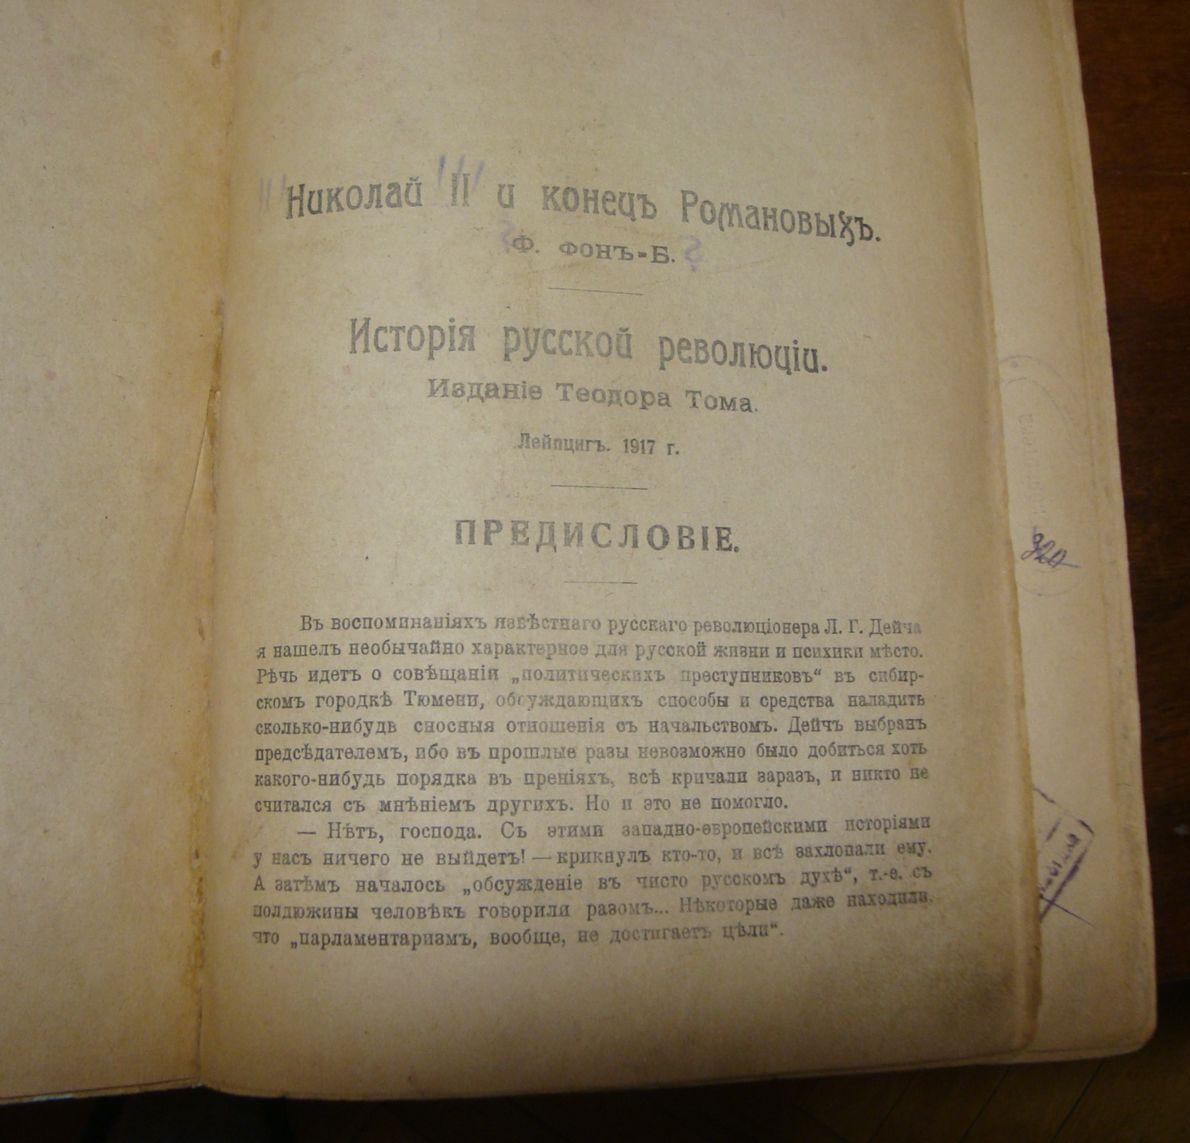 Николай II и конецъ Романовыхъ.
Ф. ФОНЪ-Б.
Исторія русской революціи.
Изданіе Теодора Тома.
Лейпцигъ. 1917 г.
ПРЕДИСЛОВІЕ.
Въ воспоминаніяхъ извѣстнаго русскаго революціонера Л. Г. Дейча
я нашелъ необычайно характерное для русской жизни и психики мѣсто.
Рѣчь идетъ о совѣщаніи „политическихъ преступниковъ“ въ сибир-
скомъ городкѣ Тюмени, обсуждающихъ способы и средства наладить
сколько-нибудь сносныя отношенія съ начальствомъ. Дейчъ выбранъ
предсѣдателемъ, ибо въ прошлые разы невозможно было добиться хоть
какого-нибудь порядка въ преніяхъ, всѣ кричали заразъ, и никто не
считался съ мнѣніемъ другихъ. Но и это не помогло.
— Нѣтъ, господа. Съ этими западно-европейскими исторіями
у насъ ничего не выйдетъ! — крикнулъ кто-то, и всѣ захлопали ему.
А затѣмъ началось „обсужденіе въ чисто русскомъ духѣ“, т.-е. съ
полдюжины человѣкъ говорили разомъ... Нѣкоторые даже находили,
что „парламентаризмъ, вообще, не достигаетъ цѣли“.